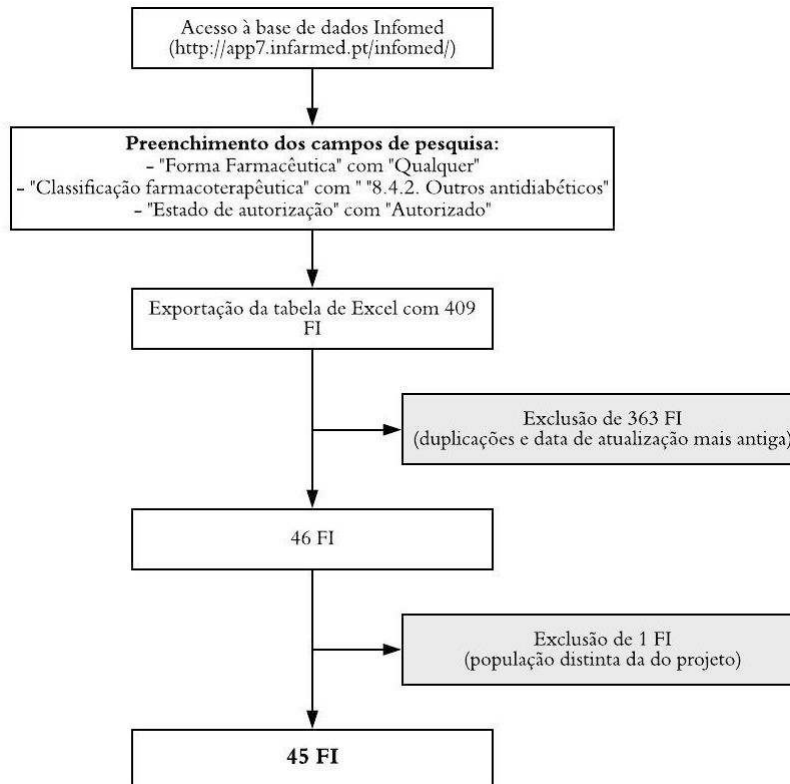 Acesso à base de dados Infomed
(http://app7.infarmed.pt/infomed/)
Preenchimento dos campos de pesquisa:
- "Forma Farmacêutica" com "Qualquer"
- "Classificação farmacoterapêutica" com " "8.4.2. Outros antidiabéticos"
- "Estado de autorização" com "Autorizado"
Exportação da tabela de Excel com 409
FI
Exclusão de 363 FI
(duplicações e data de atualização mais antiga)
46 FI
Exclusão de 1 FI
(população distinta da do projeto)
45 FI